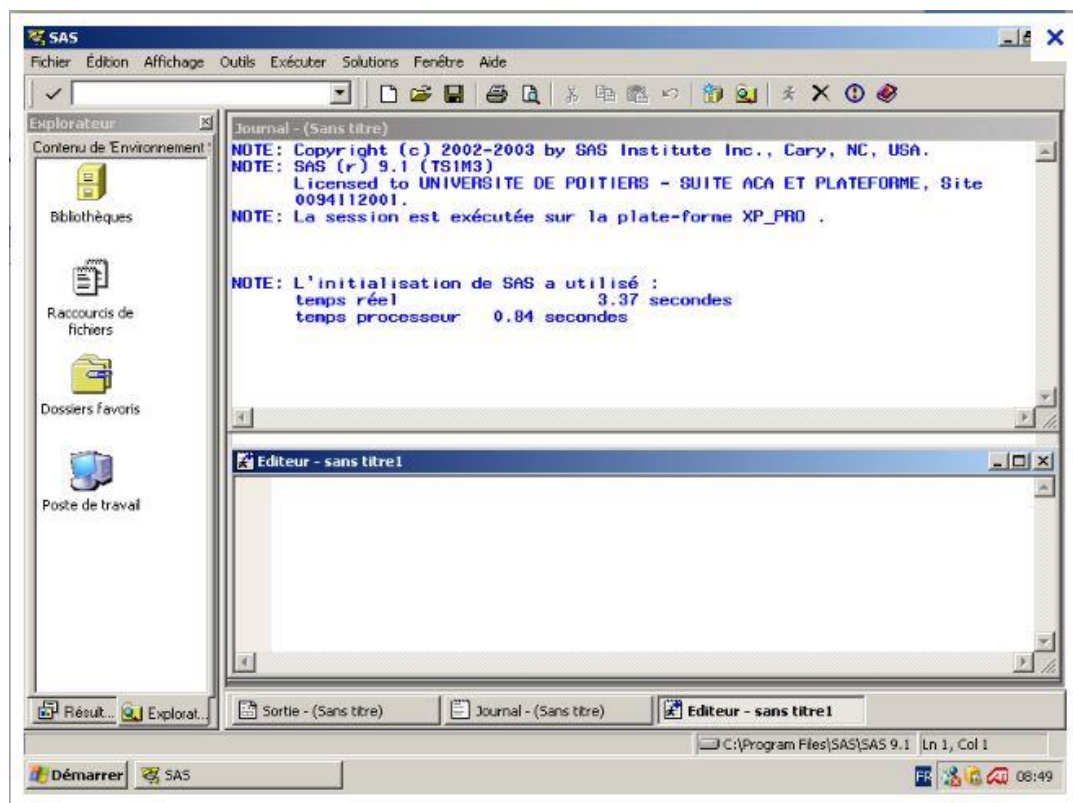 SAS
Fichier Édition Affichage Outils Exécuter Solutions Fenêtre Aide
Explorateur
Contenu de 'Environnement
Bibliothèques
Raccourcis de
fichiers
Dossiers favoris
Poste de travail
Journal - (Sans titre)
NOTE: Copyright (c) 2002-2003 by SAS Institute Inc., Cary, NC, USA.
NOTE: SAS (r) 9.1 (TS1M3)
Licensed to UNIVERSITE DE POITIERS - SUITE ACA ET PLATEFORME, Site
0094112001.
NOTE: La session est exécutée sur la plate-forme XP_PRO .
NOTE: L'initialisation de SAS a utilisé :
temps réel 3.37 secondes
temps processeur 0.84 secondes
Editeur - sans titre1
Résult... Explorat...
Sortie - (Sans titre) Journal - (Sans titre) Editeur - sans titre1
C:\Program Files\SAS\SAS 9.1 Ln 1, Col 1
Démarrer SAS FR 08:49